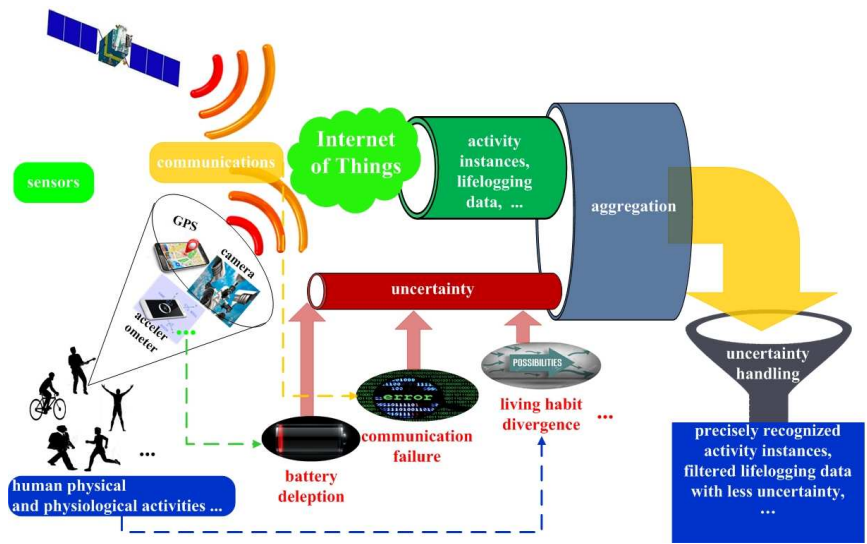 sensors
communications
Internet
of Things
activity
instances,
lifelogging
data, ...
aggregation
GPS
camera
acceler
ometer
...
uncertainty
POSSIBILITIES
error
living habit
divergence
...
communication
failure
battery
deleption
uncertainty
handling
precisely recognized
activity instances,
filtered lifelogging data
with less uncertainty,
...
...
human physical
and physiological activities ...